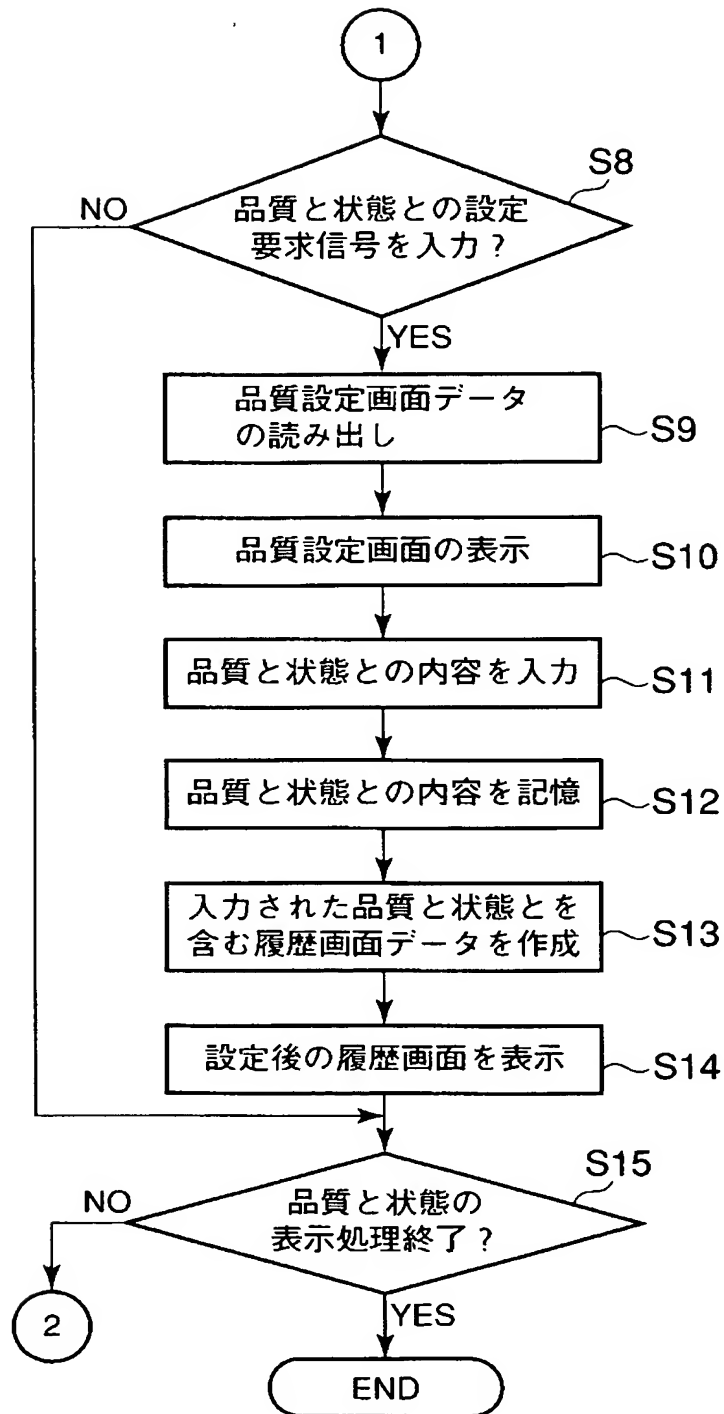 1
S8
NO
品質と状態との設定
要求信号を入力?
YES
品質設定画面データ
の読み出し
S9
品質設定画面の表示
S10
品質と状態との内容を入力
S11
品質と状態との内容を記憶
S12
入力された品質と状態とを
含む履歴画面データを作成
S13
設定後の履歴画面を表示
S14
S15
NO
品質と状態の
表示処理終了?
2
YES
END